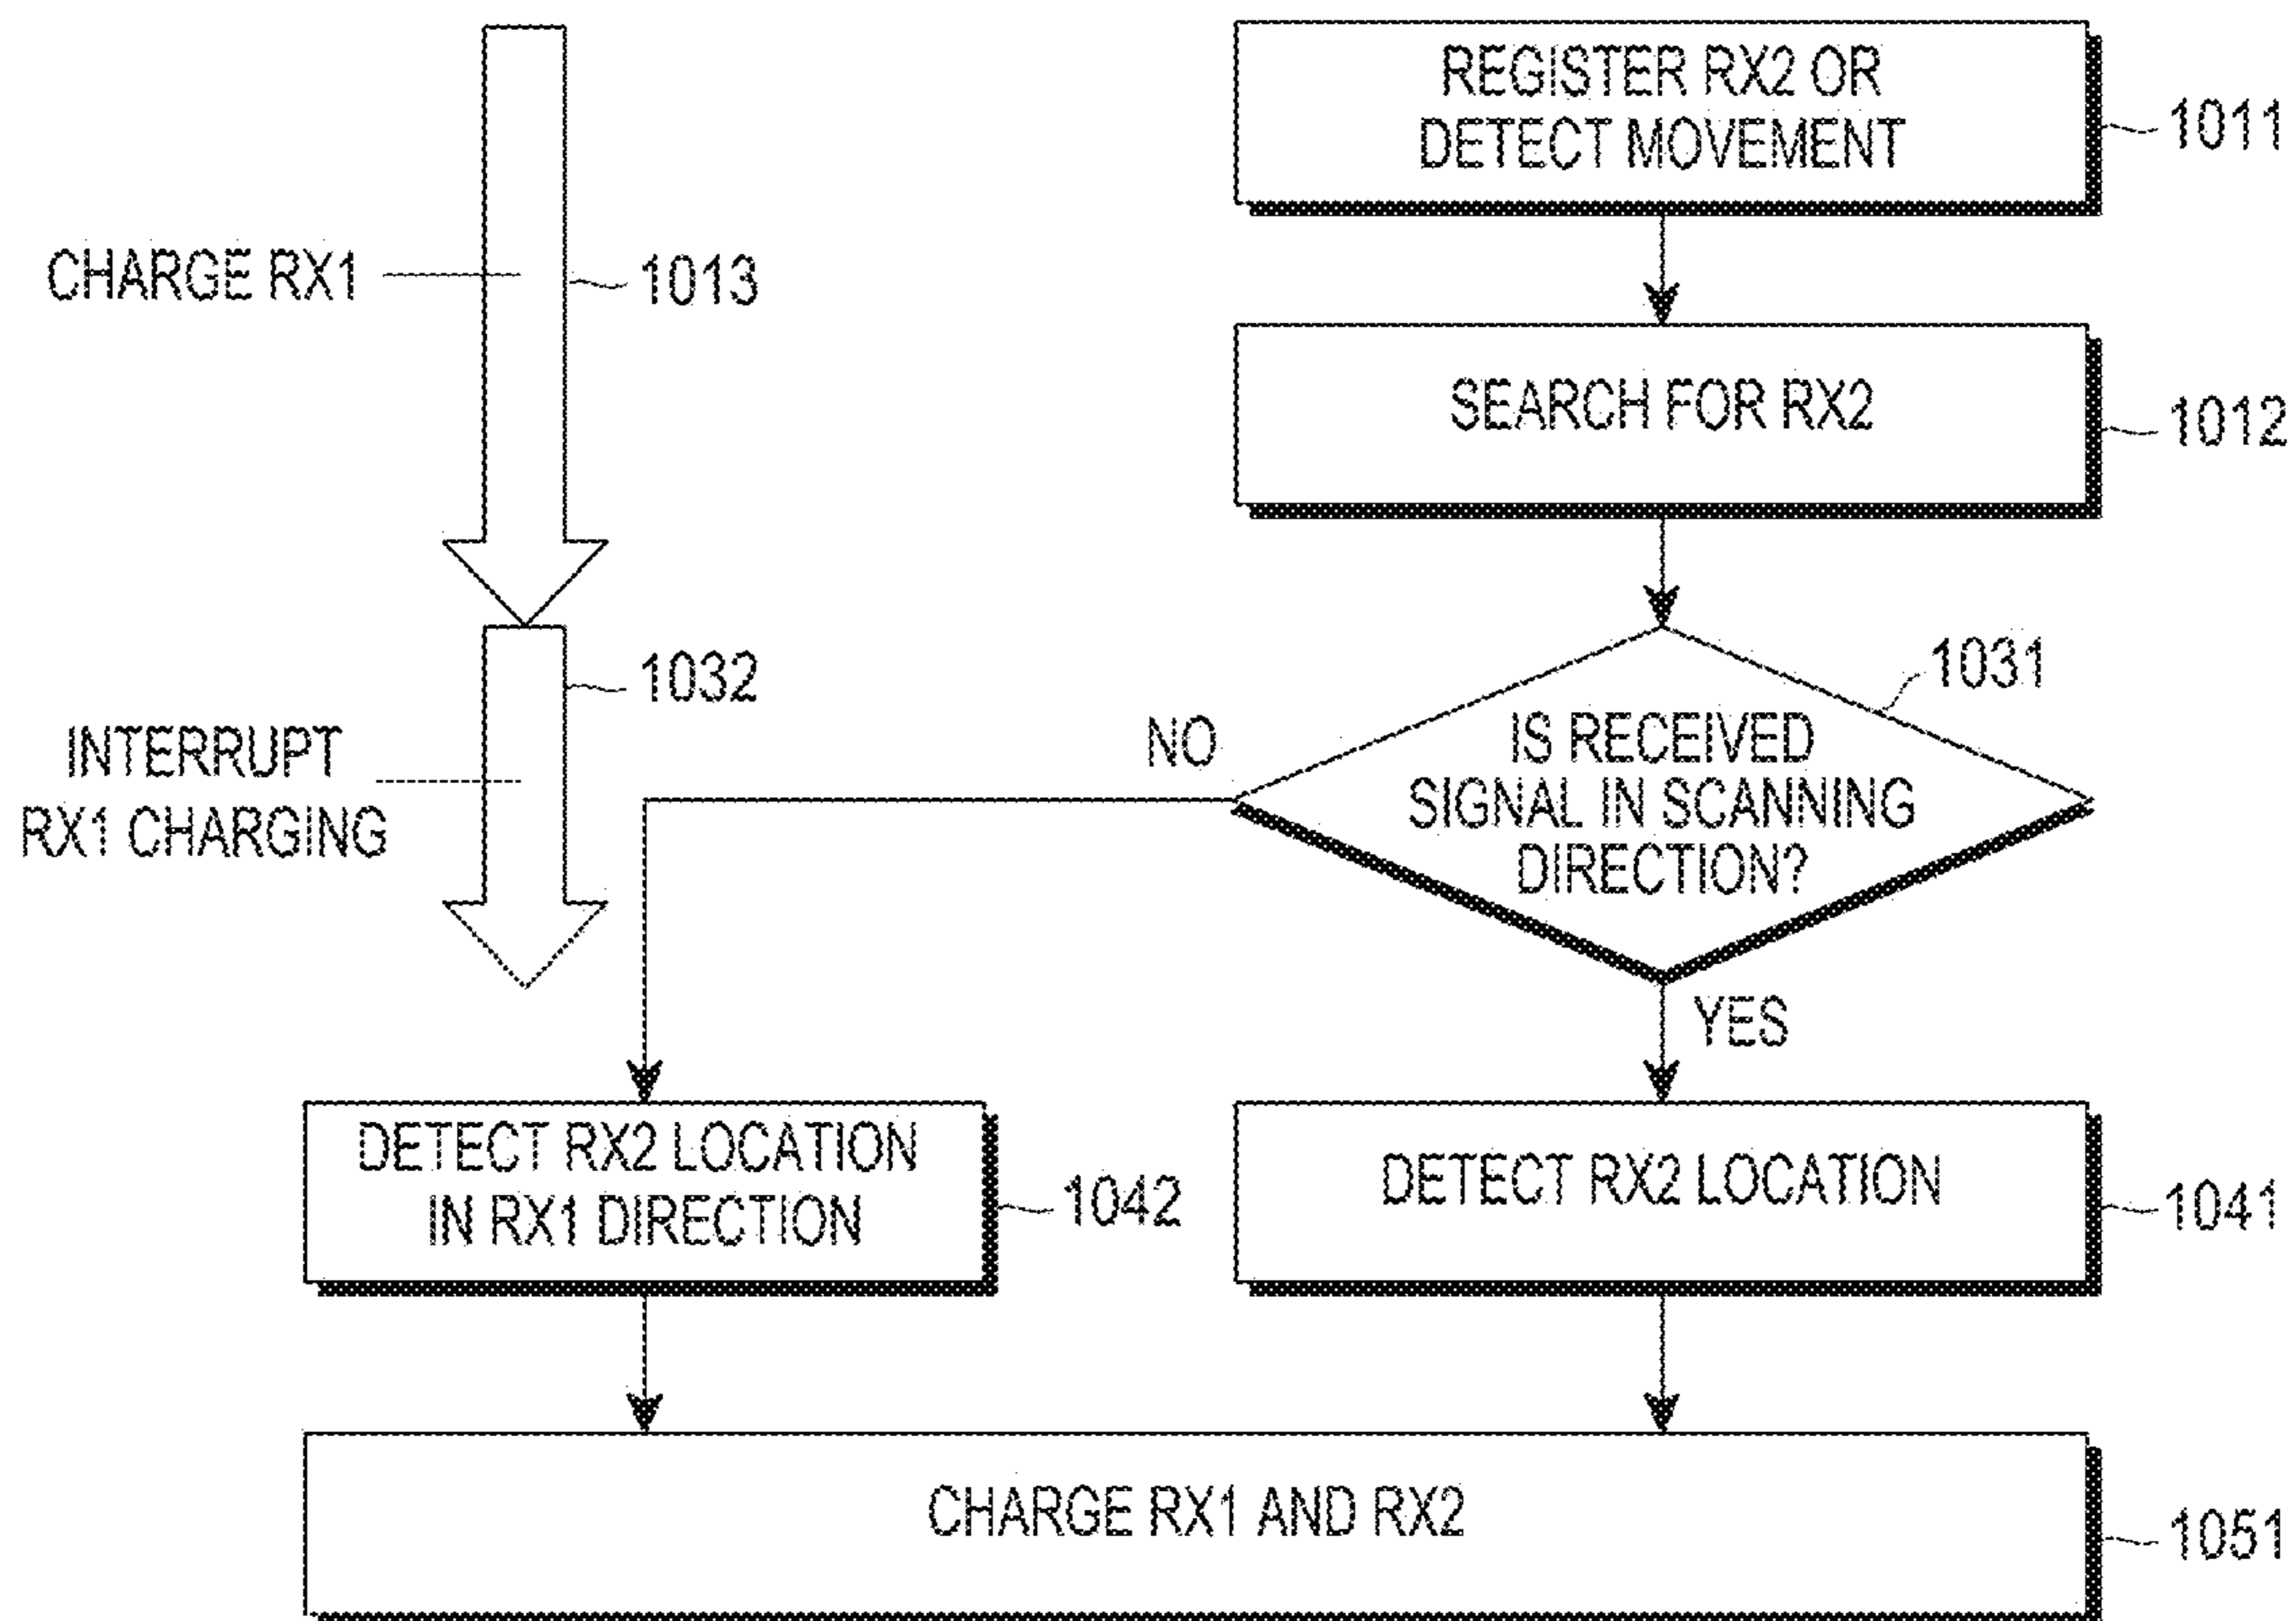 REGISTER RX2 OR
DETECT MOVEMENT
1011
CHARGE RX1
1013
SEARCH FOR RX2
1012
1032
INTERRUPT
RX1 CHARGING
1031
NO
IS RECEIVED
SIGNAL IN SCANNING
DIRECTION?
YES
DETECT RX2 LOCATION
IN RX1 DIRECTION
1042
DETECT RX2 LOCATION
1041
CHARGE RX1 AND RX2
1051